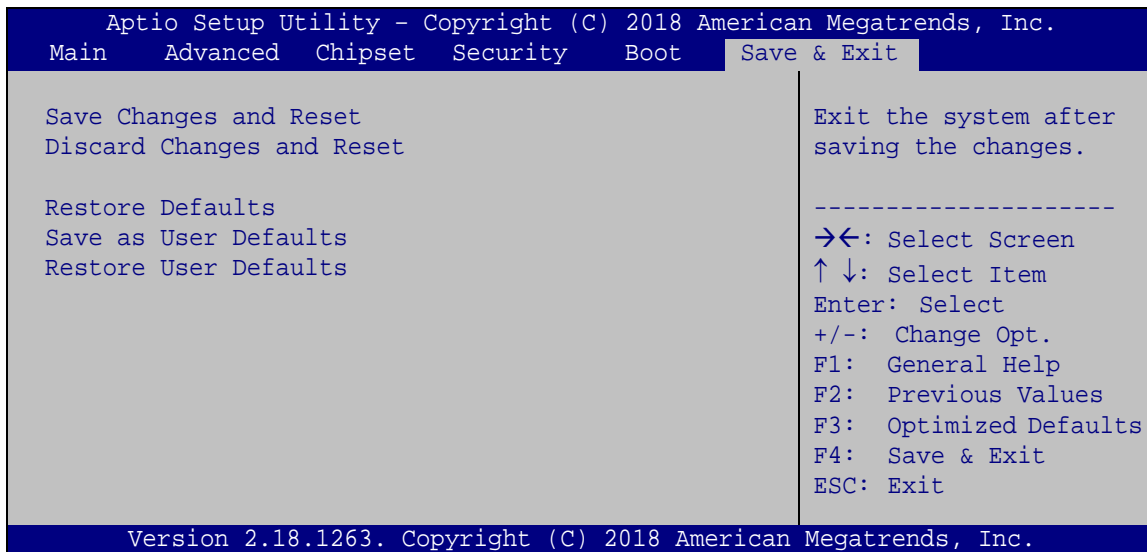 Aptio Setup Utility – Copyright (C) 2018 American Megatrends, Inc.
Main Advanced Chipset Security Boot Save & Exit
Save Changes and Reset
Discard Changes and Reset
Restore Defaults
Save as User Defaults
Restore User Defaults
Exit the system after
saving the changes.
---------------------
→←: Select Screen
↑ ↓: Select Item
Enter: Select
+/-: Change Opt.
F1: General Help
F2: Previous Values
F3: Optimized Defaults
F4: Save & Exit
ESC: Exit
Version 2.18.1263. Copyright (C) 2018 American Megatrends, Inc.